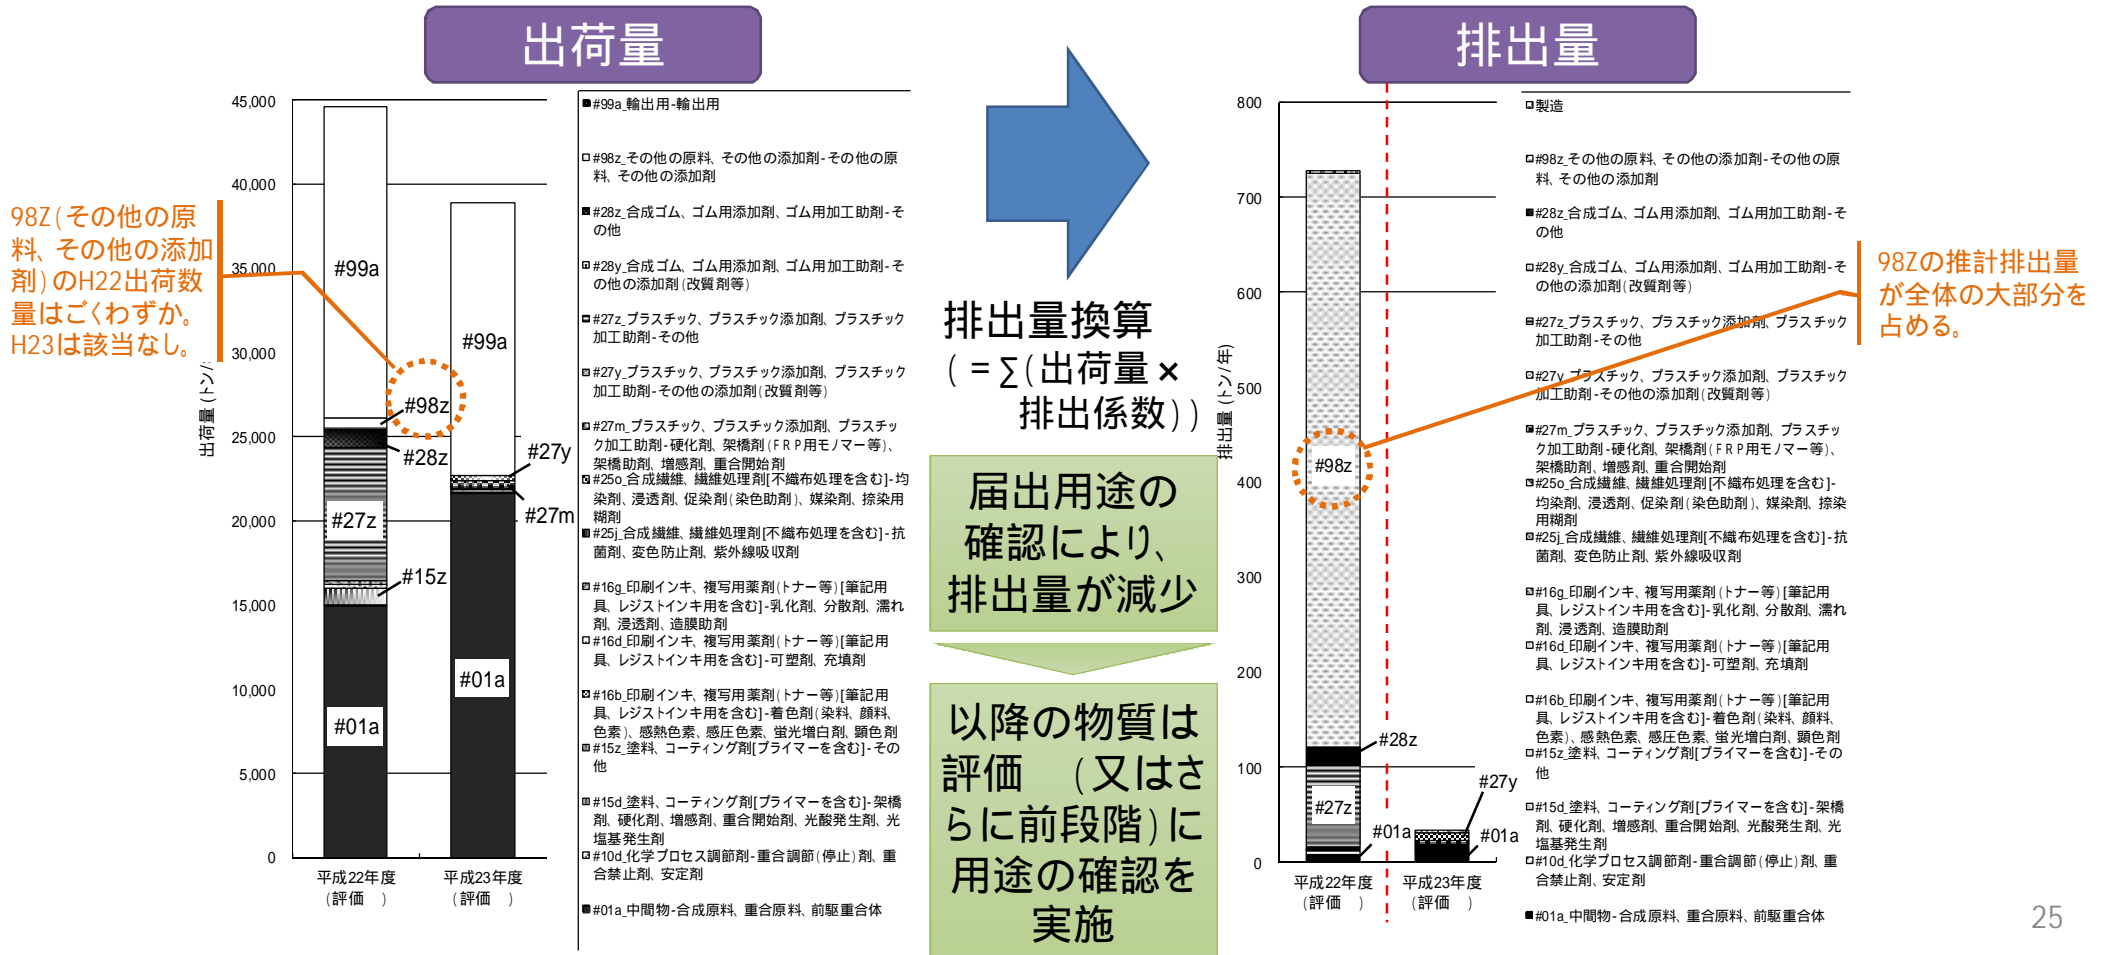 出荷量
45,000
40,000
35,000
30,000
25,000
20,000
15,000
10,000
5,000
0
出荷量(トン/
#99a
#98z
#28z
#27z
#15z
#01a
#99a
#27y
#27m
#01a
平成22年度
(評価　)
平成23年度
(評価　)
98Z(その他の原
料、その他の添加
剤)のH22出荷数
量はごくわずか。
H23は該当なし。
#99a_輸出用-輸出用
#98z_その他の原料、その他の添加剤-その他の原
料、その他の添加剤
#28z_合成ゴム、ゴム用添加剤、ゴム用加工助剤-そ
の他
#28y_合成ゴム、ゴム用添加剤、ゴム用加工助剤-そ
の他の添加剤(改質剤等)
#27z_プラスチック、プラスチック添加剤、プラスチック
加工助剤-その他
#27y_プラスチック、プラスチック添加剤、プラスチック
加工助剤-その他の添加剤(改質剤等)
#27m_プラスチック、プラスチック添加剤、プラスチッ
ク加工助剤-硬化剤、架橋剤(FRP用モノマー等)、
架橋助剤、増感剤、重合開始剤
#25o_合成繊維、繊維処理剤[不織布処理を含む]-均
染剤、浸透剤、促染剤(染色助剤)、媒染剤、捺染用
糊剤
#25j_合成繊維、繊維処理剤[不織布処理を含む]-抗
菌剤、変色防止剤、紫外線吸収剤
#16g_印刷インキ、複写用薬剤(トナー等)[筆記用
具、レジストインキ用を含む]-乳化剤、分散剤、濡れ
剤、浸透剤、造膜助剤
#16d_印刷インキ、複写用薬剤(トナー等)[筆記用
具、レジストインキ用を含む]-可塑剤、充填剤
#16b_印刷インキ、複写用薬剤(トナー等)[筆記用
具、レジストインキ用を含む]-着色剤(染料、顔料、
色素)、感熱色素、感圧色素、蛍光増白剤、顕色剤
#15z_塗料、コーティング剤[プライマーを含む]-その
他
#15d_塗料、コーティング剤[プライマーを含む]-架橋
剤、硬化剤、増感剤、重合開始剤、光酸発生剤、光
塩基発生剤
#10d_化学プロセス調節剤-重合調節(停止)剤、重
合禁止剤、安定剤
#01a_中間物-合成原料、重合原料、前駆重合体
排出量換算
(=∑(出荷量×
排出係数))
届出用途の
確認により、
排出量が減少
以降の物質は
評価　(又はさ
らに前段階)に
用途の確認を
実施
排出量
800
700
600
500
400
300
200
100
0
排出量(トン/年)
#98z
#28z
#27z
#01a
#27y
#01a
平成22年度
(評価　)
平成23年度
(評価　)
製造
#98z_その他の原料、その他の添加剤-その他の原
料、その他の添加剤
#28z_合成ゴム、ゴム用添加剤、ゴム用加工助剤-そ
の他
#28y_合成ゴム、ゴム用添加剤、ゴム用加工助剤-そ
の他の添加剤(改質剤等)
#27z_プラスチック、プラスチック添加剤、プラスチック
加工助剤-その他
#27y_プラスチック、プラスチック添加剤、プラスチック
加工助剤-その他の添加剤(改質剤等)
#27m_プラスチック、プラスチック添加剤、プラスチッ
ク加工助剤-硬化剤、架橋剤(FRP用モノマー等)、
架橋助剤、増感剤、重合開始剤
#25o_合成繊維、繊維処理剤[不織布処理を含む]-
均染剤、浸透剤、促染剤(染色助剤)、媒染剤、捺染
用糊剤
#25j_合成繊維、繊維処理剤[不織布処理を含む]-抗
菌剤、変色防止剤、紫外線吸収剤
#16g_印刷インキ、複写用薬剤(トナー等)[筆記用
具、レジストインキ用を含む]-乳化剤、分散剤、濡れ
剤、浸透剤、造膜助剤
#16d_印刷インキ、複写用薬剤(トナー等)[筆記用
具、レジストインキ用を含む]-可塑剤、充填剤
#16b_印刷インキ、複写用薬剤(トナー等)[筆記用
具、レジストインキ用を含む]-着色剤(染料、顔料、
色素)、感熱色素、感圧色素、蛍光増白剤、顕色剤
#15z_塗料、コーティング剤[プライマーを含む]-その
他
#15d_塗料、コーティング剤[プライマーを含む]-架橋
剤、硬化剤、増感剤、重合開始剤、光酸発生剤、光
塩基発生剤
#10d_化学プロセス調節剤-重合調節(停止)剤、重
合禁止剤、安定剤
#01a_中間物-合成原料、重合原料、前駆重合体
98Zの推計排出量
が全体の大部分を
占める。
25